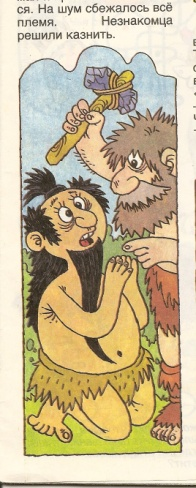 ся. На шум сбежалось всё
племя. Незнакомца
решили казнить.